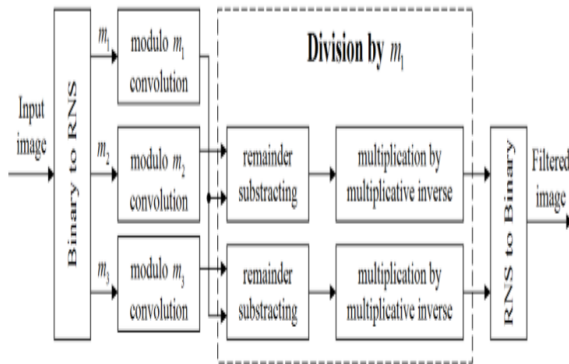 Input
image
Binary to RNS
m₁
m₂
m₃
modulo m₁
convolution
modulo m₂
convolution
modulo m₃
convolution
Division by m₁
remainder
substracting
multiplication by
multiplicative inverse
remainder
substracting
multiplication by
multiplicative inverse
RNS to Binary
Filtered
image